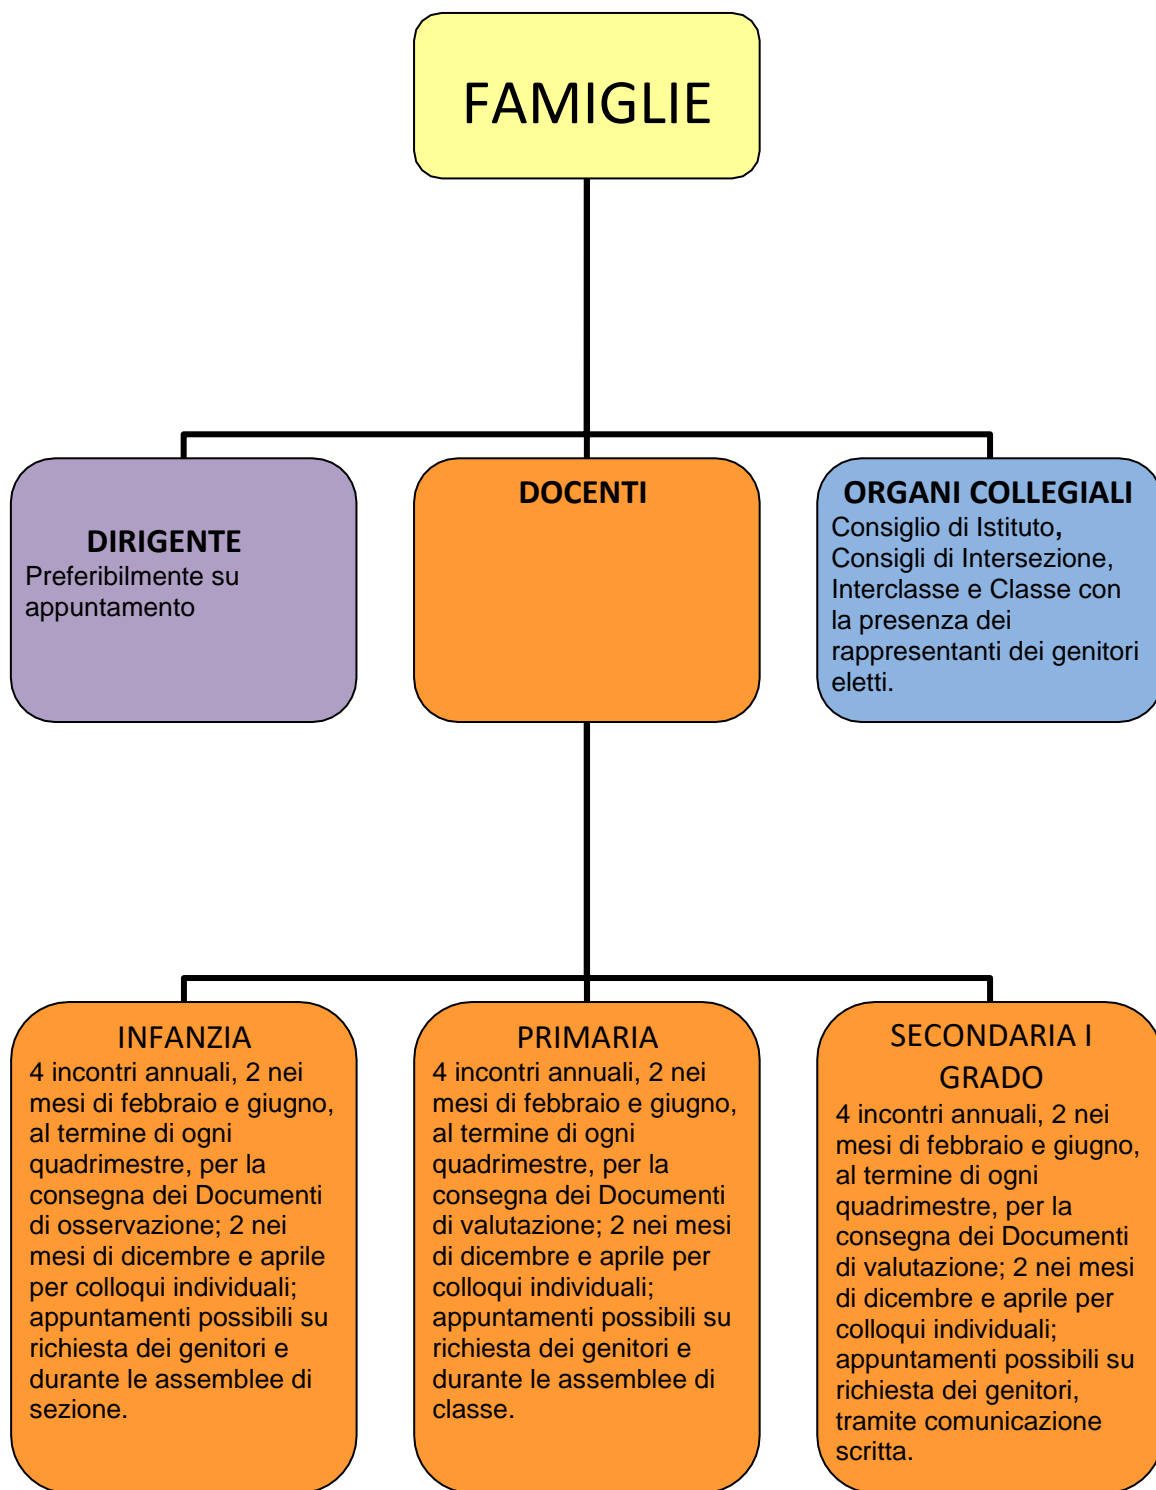 FAMIGLIE
DIRIGENTE
Preferibilmente su
appuntamento
DOCENTI
ORGANI COLLEGIALI
Consiglio di Istituto,
Consigli di Intersezione,
Interclasse e Classe con
la presenza dei
rappresentanti dei genitori
eletti.
INFANZIA
4 incontri annuali, 2 nei
mesi di febbraio e giugno,
al termine di ogni
quadrimestre, per la
consegna dei Documenti
di osservazione; 2 nei
mesi di dicembre e aprile
per colloqui individuali;
appuntamenti possibili su
richiesta dei genitori e
durante le assemblee di
sezione.
PRIMARIA
4 incontri annuali, 2 nei
mesi di febbraio e giugno,
al termine di ogni
quadrimestre, per la
consegna dei Documenti
di valutazione; 2 nei mesi
di dicembre e aprile per
colloqui individuali;
appuntamenti possibili su
richiesta dei genitori e
durante le assemblee di
classe.
SECONDARIA I
GRADO
4 incontri annuali, 2 nei
mesi di febbraio e giugno,
al termine di ogni
quadrimestre, per la
consegna dei Documenti
di valutazione; 2 nei mesi
di dicembre e aprile per
colloqui individuali;
appuntamenti possibili su
richiesta dei genitori,
tramite comunicazione
scritta.